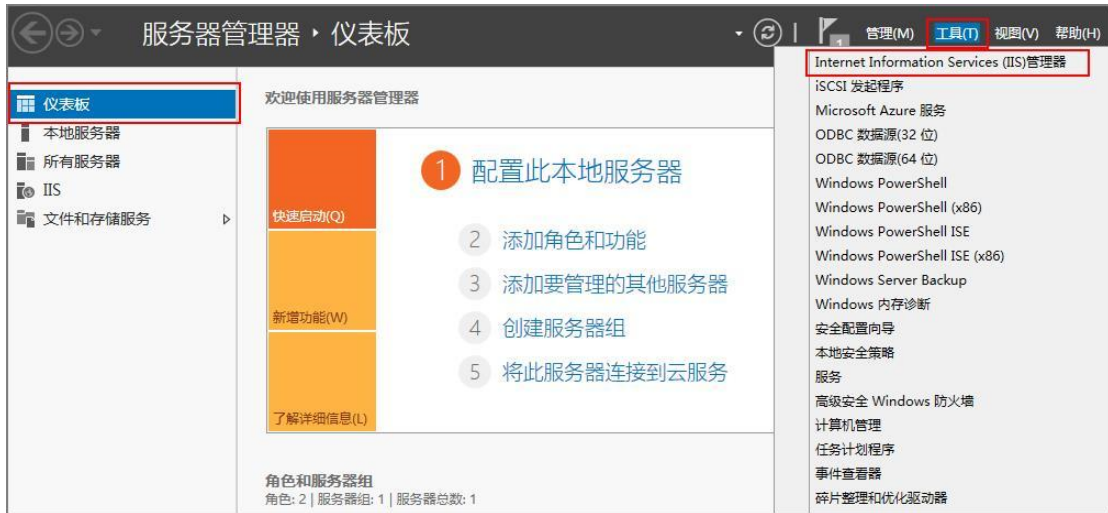 服务器管理器 · 仪表板
1 管理(M) 工具(T) 视图(V) 帮助(H)
仪表板
本地服务器
所有服务器
IIS
文件和存储服务
欢迎使用服务器管理器
快速启动(Q)
新增功能(W)
了解详细信息(L)
1 配置此本地服务器
2 添加角色和功能
3 添加要管理的其他服务器
4 创建服务器组
5 将此服务器连接到云服务
角色和服务器组
角色: 2 | 服务器组: 1 | 服务器总数: 1
Internet Information Services (IIS)管理器
iSCSI 发起程序
Microsoft Azure 服务
ODBC 数据源(32 位)
ODBC 数据源(64 位)
Windows PowerShell
Windows PowerShell (x86)
Windows PowerShell ISE
Windows PowerShell ISE (x86)
Windows Server Backup
Windows 内存诊断
安全配置向导
本地安全策略
服务
高级安全 Windows 防火墙
计算机管理
任务计划程序
事件查看器
碎片整理和优化驱动器